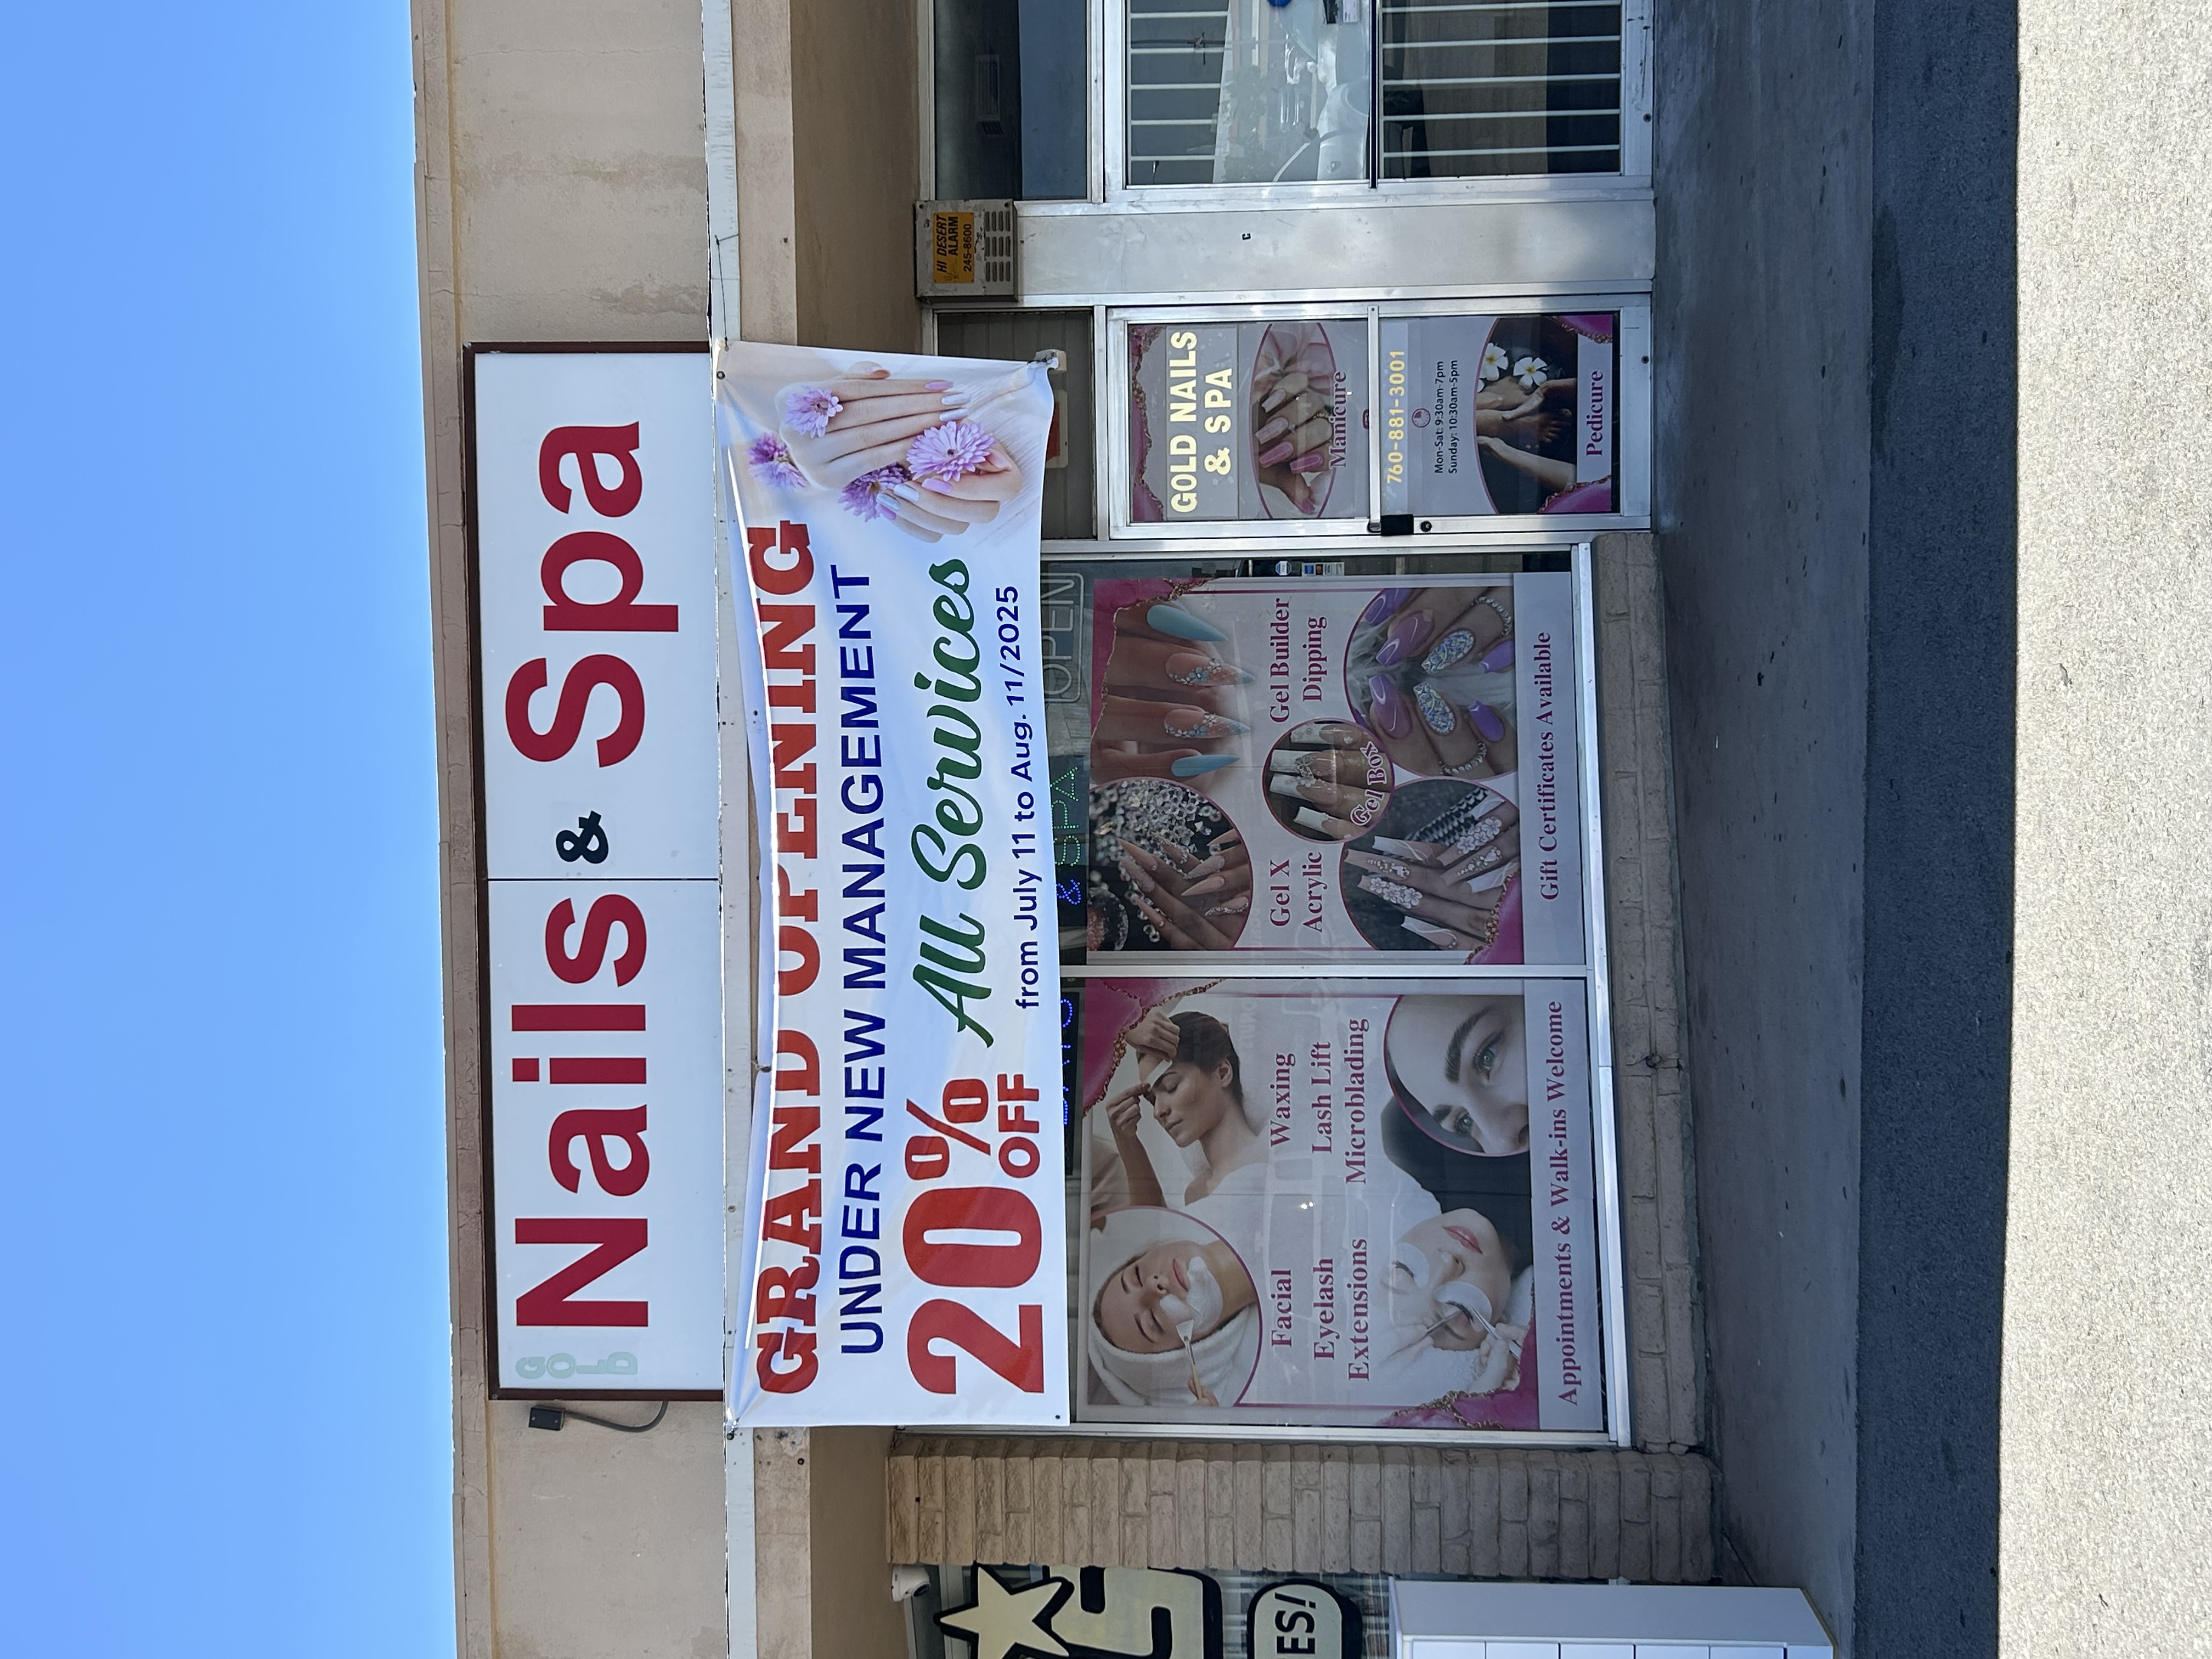 GOLD
Nails & Spa
GRAND OPENING
UNDER NEW MANAGEMENT
20% OFF
All Services
from July 11 to Aug. 11/2025
HI DESERT
ALARM
245-8600
& SPA
OPEN
Facial
Waxing
Eyelash
Extensions
Lash Lift
Microblading
Appointments & Walk-ins Welcome
Gel X
Acrylic
Gel Builder
Dipping
Gel Box
Gift Certificates Available
GOLD NAILS
& SPA
Manicure
760-881-3001
Mon-Sat: 9:30am-7pm
Sunday: 10:30am-5pm
Pedicure